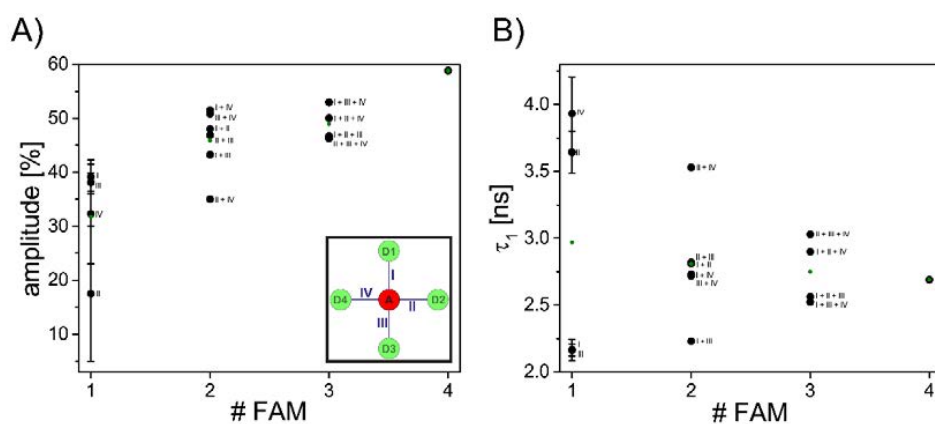 A)
60
50
40
30
20
10
amplitude [%]
I
III
IV
II
I + IV
III + IV
I + II
II + III
I + III
II + IV
I + III + IV
I + II + IV
I + II + III
II + III + IV
D1
I
IV
D4
A
D2
II
III
D3
1
2
3
4
# FAM
B)
4.0
3.5
3.0
2.5
2.0
τ1 [ns]
IV
II
I
III
II + IV
II + III
I + II
I + IV
III + IV
I + III
II + III + IV
I + II + IV
I + II + III
I + III + IV
1
2
3
4
# FAM